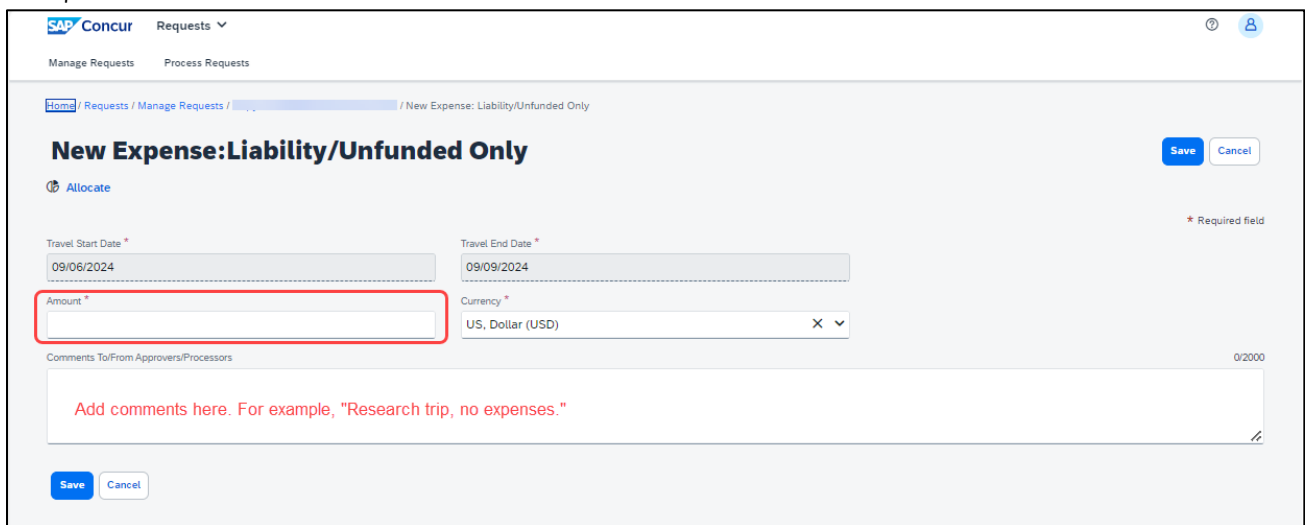 SAP Concur Requests
Manage Requests Process Requests
Home / Requests / Manage Requests / / New Expense: Liability/Unfunded Only
New Expense:Liability/Unfunded Only
Save Cancel
Allocate
* Required field
Travel Start Date * Travel End Date *
09/06/2024 09/09/2024
Amount * Currency *
US, Dollar (USD)
Comments To/From Approvers/Processors 0/2000
Add comments here. For example, "Research trip, no expenses."
Save Cancel